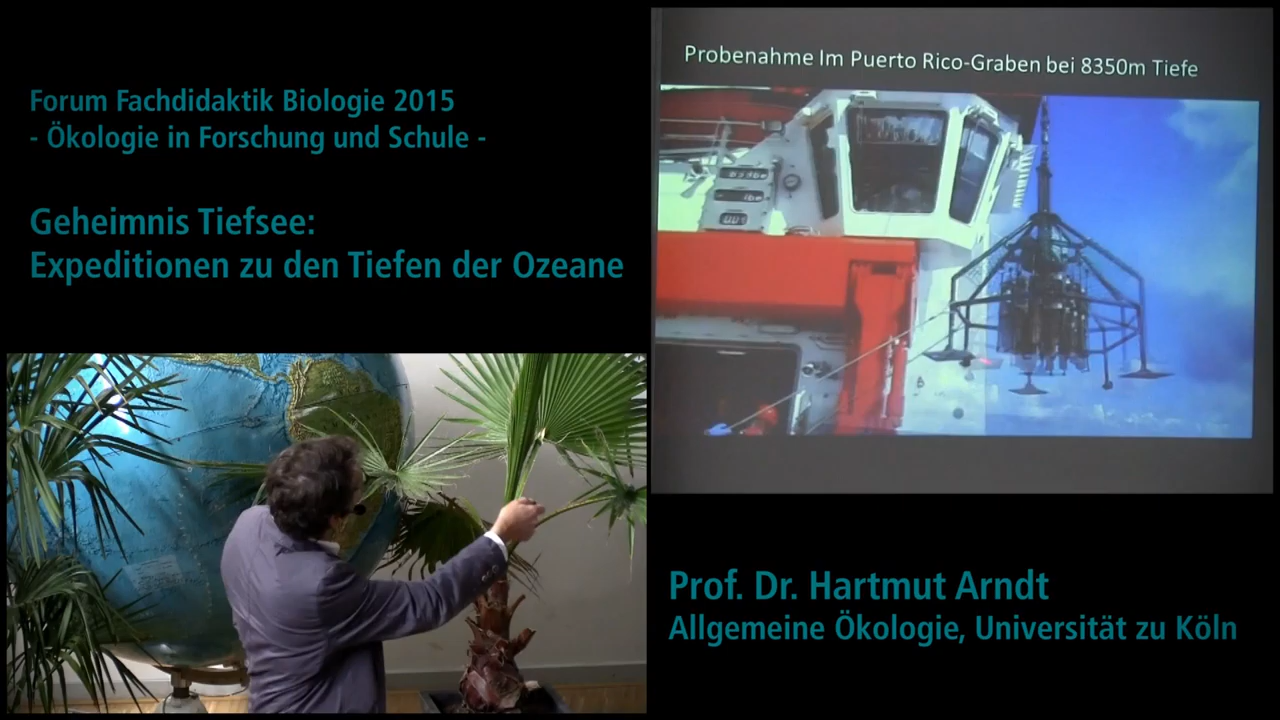 Forum Fachdidaktik Biologie 2015
- Ökologie in Forschung und Schule -
Geheimnis Tiefsee:
Expeditionen zu den Tiefen der Ozeane
Probenahme Im Puerto Rico-Graben bei 8350m Tiefe
Prof. Dr. Hartmut Arndt
Allgemeine Ökologie, Universität zu Köln